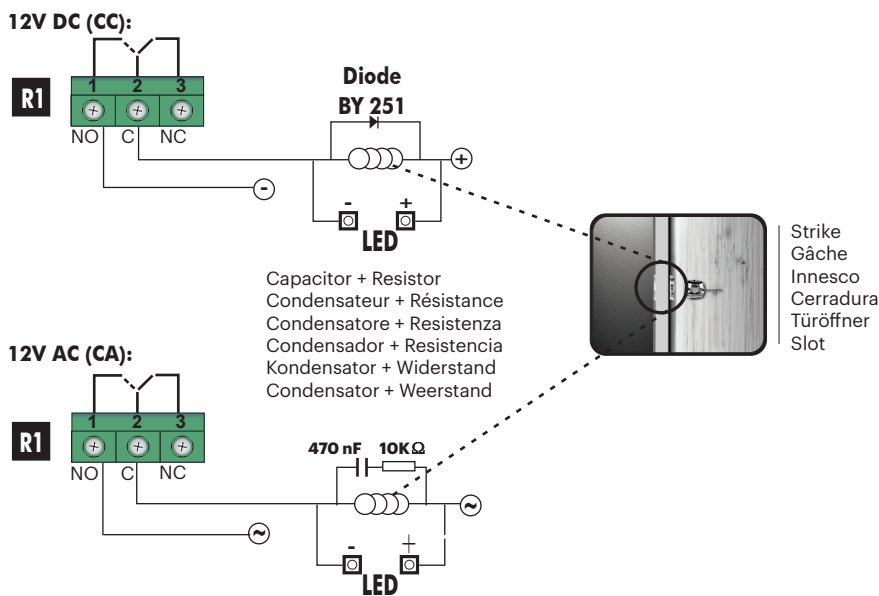 12V DC (CC):
R1
1 2 3
NO C NC
Diode
BY 251
+
-
- +
LED
Strike
Gâche
Innesco
Cerradura
Türöffner
Slot
Capacitor + Resistor
Condensateur + Résistance
Condensatore + Resistenza
Condensador + Resistencia
Kondensator + Widerstand
Condensator + Weerstand
12V AC (CA):
R1
1 2 3
NO C NC
470 nF 10KΩ
~
~
- +
LED